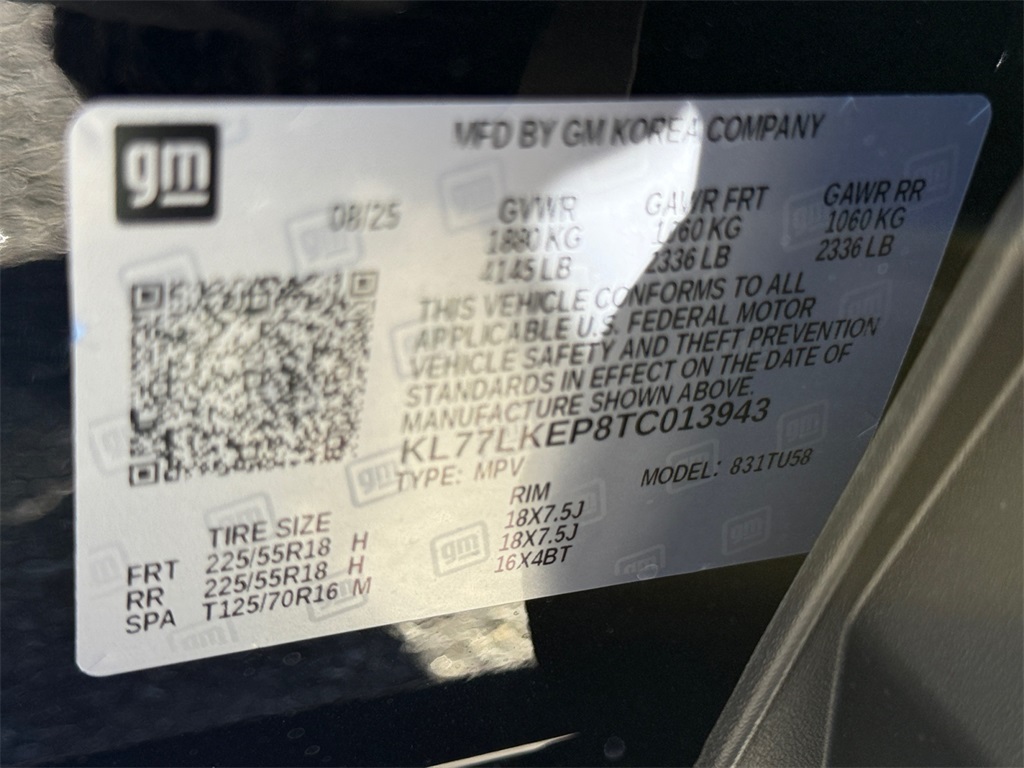 gm
MFD BY GM KOREA COMPANY
08/25 GVWR GAWR FRT GAWR RR
1880 KG 1060 KG 1060 KG
4145 LB 2336 LB 2336 LB
THIS VEHICLE CONFORMS TO ALL
APPLICABLE U.S. FEDERAL MOTOR
VEHICLE SAFETY AND THEFT PREVENTION
STANDARDS IN EFFECT ON THE DATE OF
MANUFACTURE SHOWN ABOVE.
KL77LKEP8TC013943
TYPE: MPV MODEL: 831TU58
TIRE SIZE RIM
FRT 225/55R18 H 18X7.5J
RR 225/55R18 H 18X7.5J
SPA T125/70R16 M 16X4BT